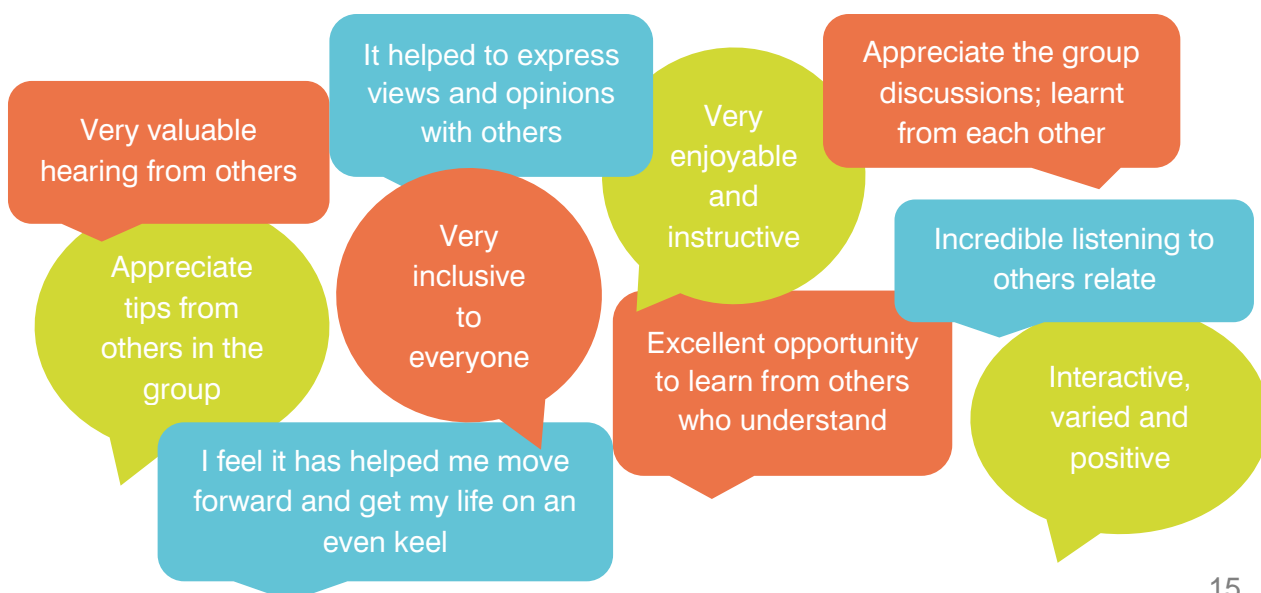 Very valuable
hearing from others
It helped to express
views and opinions
with others
Very
enjoyable
and
instructive
Appreciate the group
discussions; learnt
from each other
Appreciate
tips from
others in the
group
Very
inclusive
to
everyone
Incredible listening to
others relate
Excellent opportunity
to learn from others
who understand
Interactive,
varied and
positive
I feel it has helped me move
forward and get my life on an
even keel
15